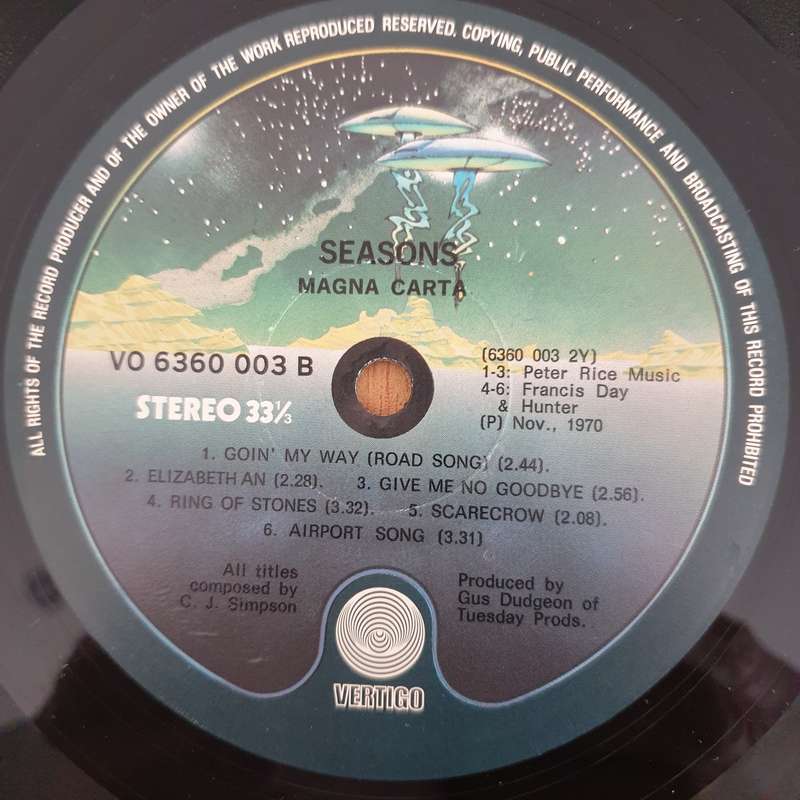 ALL RIGHTS OF THE RECORD PRODUCER AND OF THE OWNER OF THE WORK REPRODUCED RESERVED. COPYING, PUBLIC PERFORMANCE AND BROADCASTING OF THIS RECORD PROHIBITED
SEASONS
MAGNA CARTA
VO 6360 003 B
STEREO 33⅓
(6360 003 2Y)
1-3: Peter Rice Music
4-6: Francis Day
& Hunter
(P) Nov., 1970
1. GOIN' MY WAY (ROAD SONG) (2.44).
2. ELIZABETH AN (2.28). 3. GIVE ME NO GOODBYE (2.56).
4. RING OF STONES (3.32). 5. SCARECROW (2.08).
6. AIRPORT SONG (3.31)
All titles
composed by
C. J. Simpson
Produced by
Gus Dudgeon of
Tuesday Prods.
VERTIGO